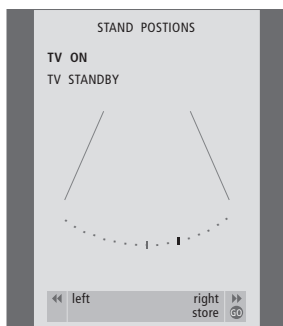 STAND POSTIONS
TV ON
TV STANDBY
left right
store GO